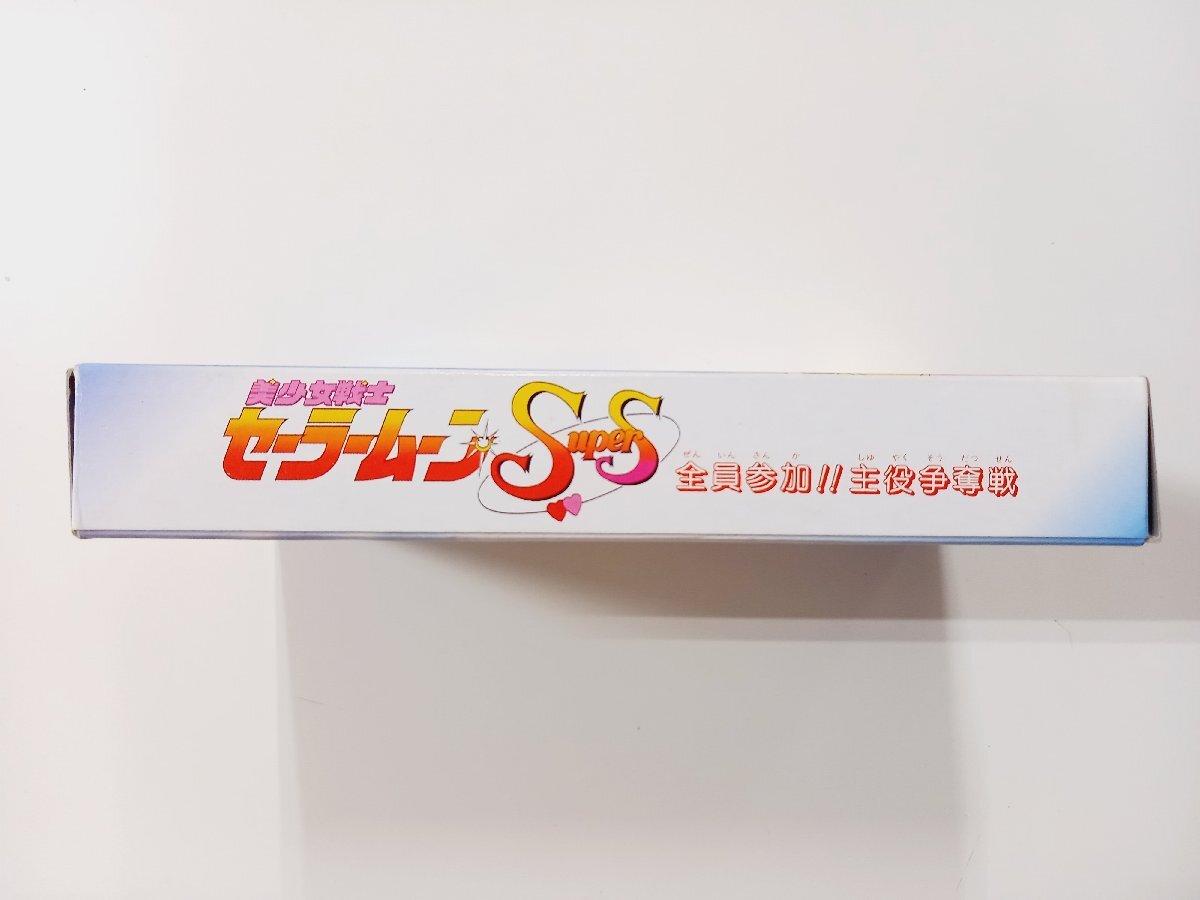 美少女戦士
セーラームーン SuperS
ぜんいんさんか しゅやくそうだつせん
全員参加!! 主役争奪戦